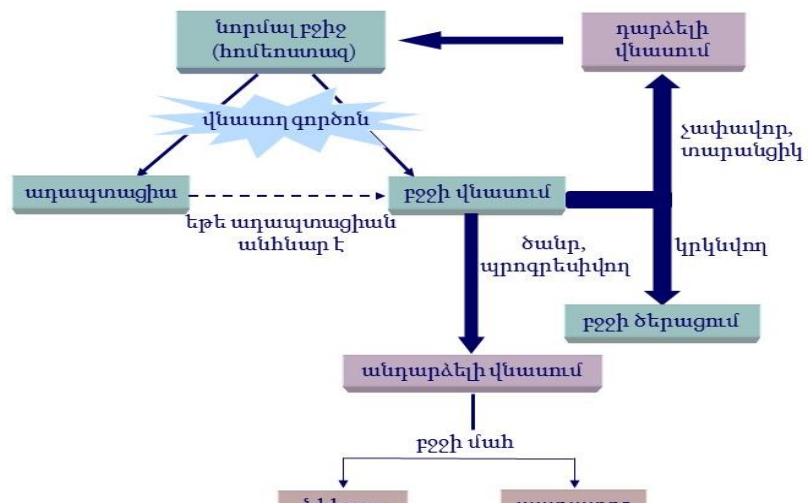 նորմալ բջիջ
(հոմեոստազ)
դարձելի
վնասում
վնասող գործոն
չափավոր,
տարանցիկ
ադապտացիա
բջջի վնասում
եթե ադապտացիան
անհնար է
ծանր,
պրոգրեսիվող
կրկնվող
բջջի ծերացում
անդարձելի վնասում
բջջի մահ